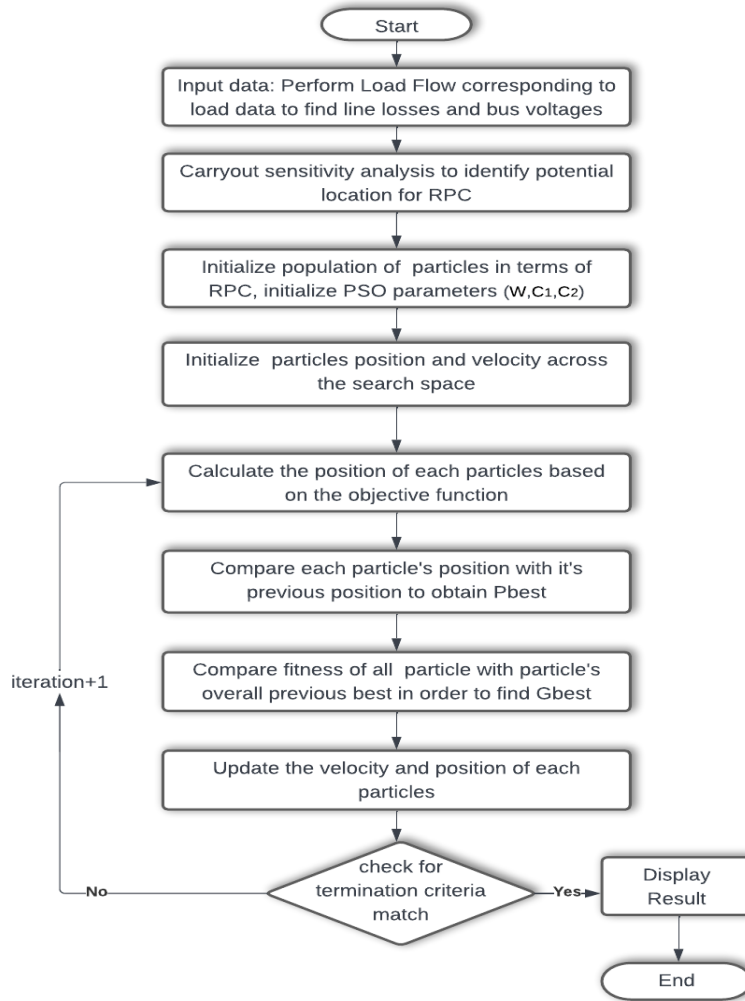 Start
Input data: Perform Load Flow corresponding to
load data to find line losses and bus voltages
Carryout sensitivity analysis to identify potential
location for RPC
Initialize population of particles in terms of
RPC, initialize PSO parameters (W,C1,C2)
Initialize particles position and velocity across
the search space
Calculate the position of each particles based
on the objective function
Compare each particle's position with it's
previous position to obtain Pbest
iteration+1
Compare fitness of all particle with particle's
overall previous best in order to find Gbest
Update the velocity and position of each
particles
check for
termination criteria
match
No
Yes
Display
Result
End